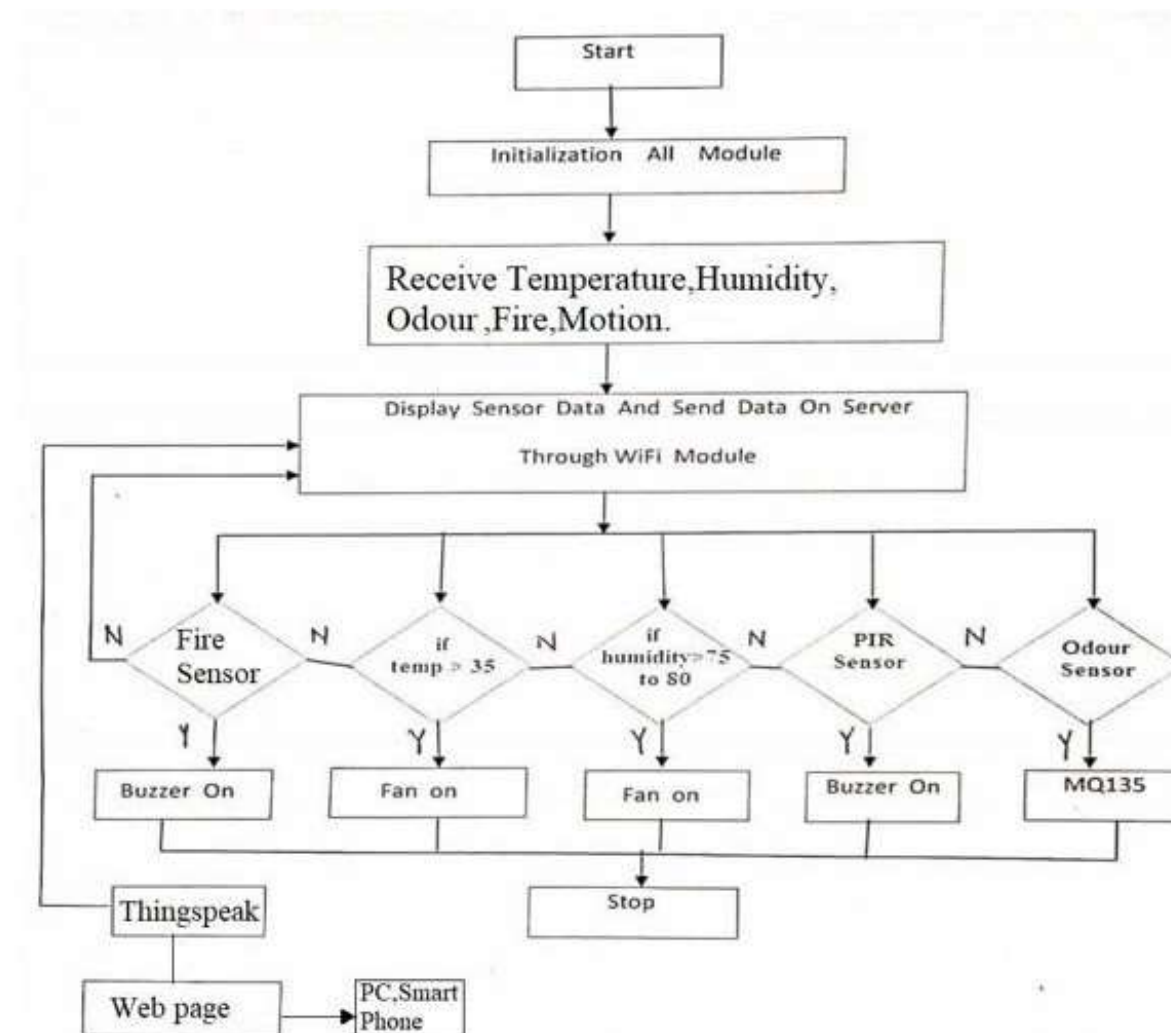 Start
Initialization All Module
Receive Temperature,Humidity,
Odour ,Fire,Motion.
Display Sensor Data And Send Data On Server
Through WiFi Module
N
Fire
Sensor
N
if
temp > 35
N
if
humidity>75
to 80
N
PIR
Sensor
N
Odour
Sensor
Y
Y
Y
Y
Y
Buzzer On
Fan on
Fan on
Buzzer On
MQ135
Stop
Thingspeak
Web page
PC,Smart
Phone